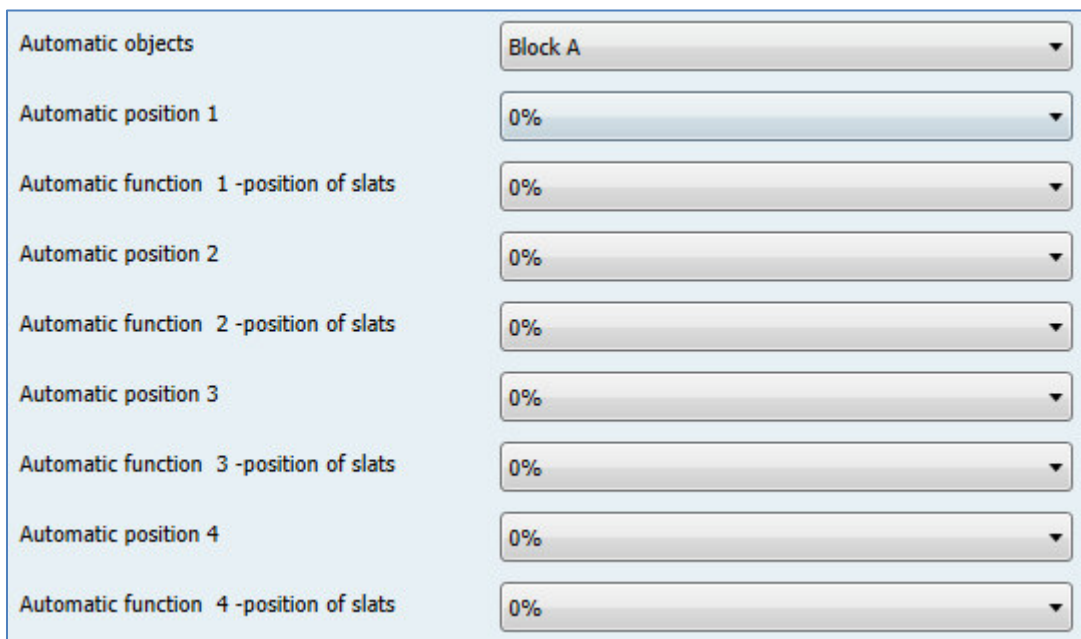 Automatic objects Block A
Automatic position 1 0%
Automatic function 1 -position of slats 0%
Automatic position 2 0%
Automatic function 2 -position of slats 0%
Automatic position 3 0%
Automatic function 3 -position of slats 0%
Automatic position 4 0%
Automatic function 4 -position of slats 0%